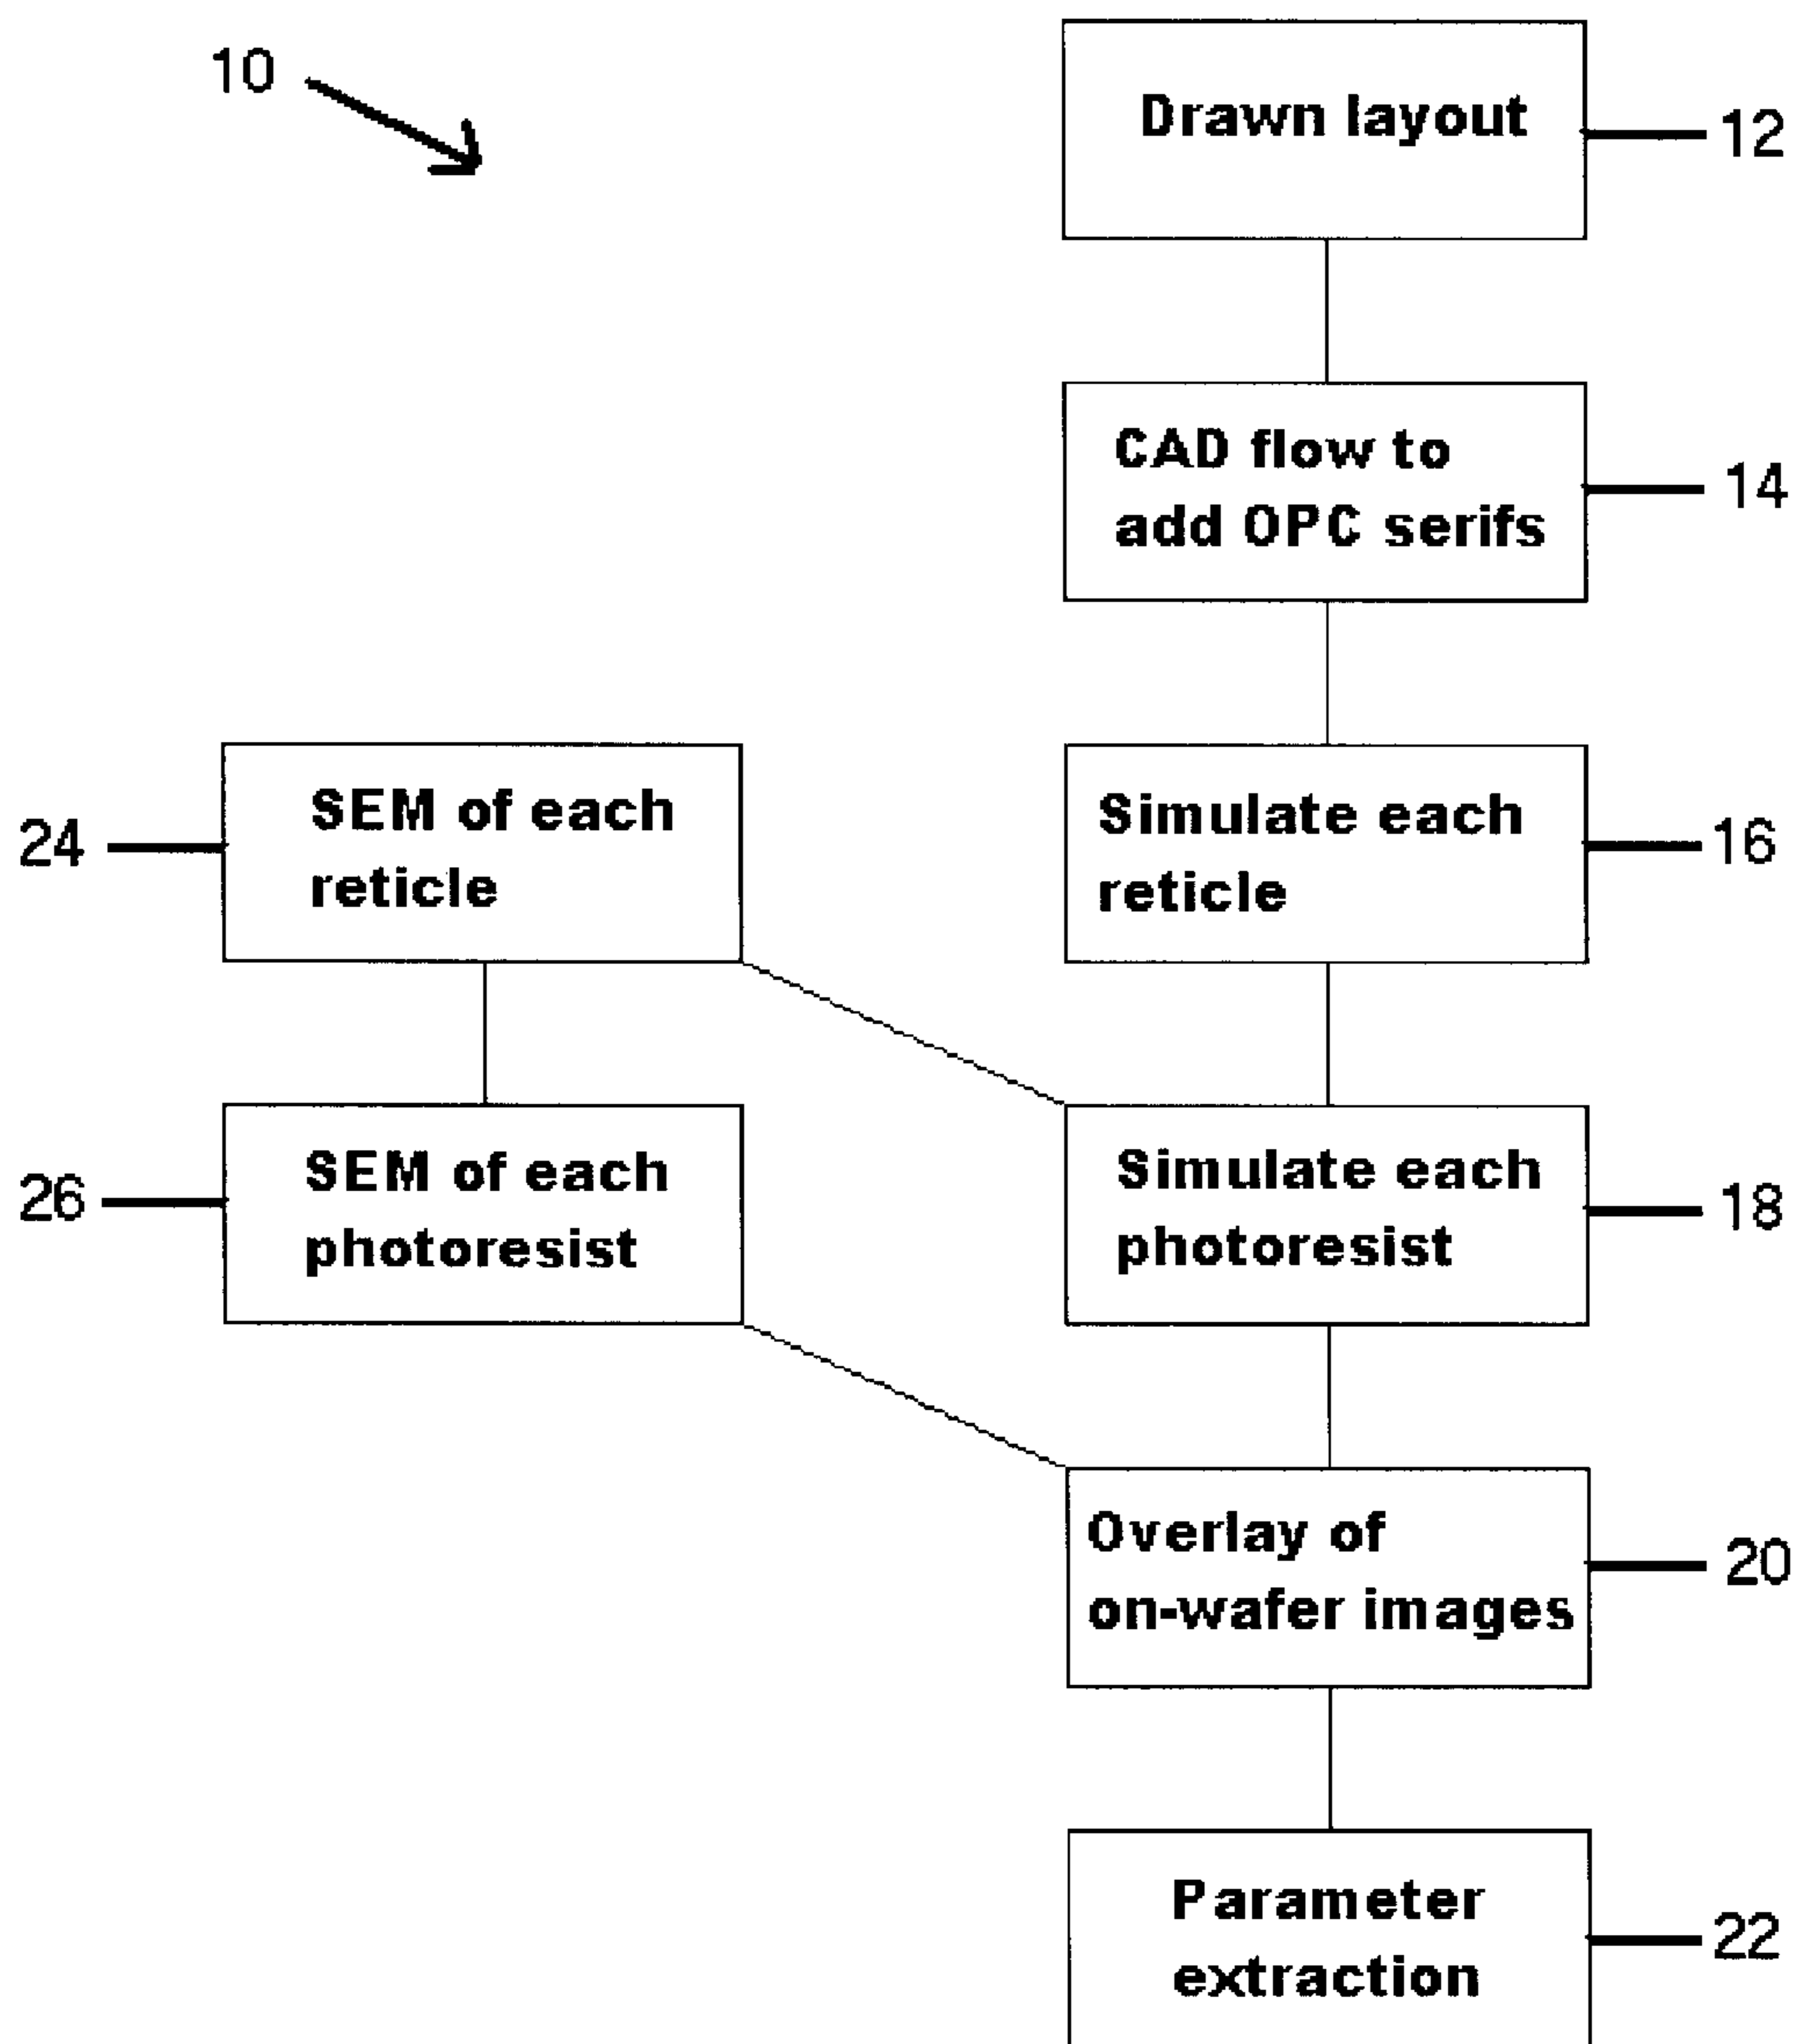 10
Drawn layout
12
CAD flow to
add OPC serifs
14
24
SEM of each
reticle
Simulate each
reticle
16
26
SEM of each
photoresist
Simulate each
photoresist
18
Overlay of
on-wafer images
20
Parameter
extraction
22